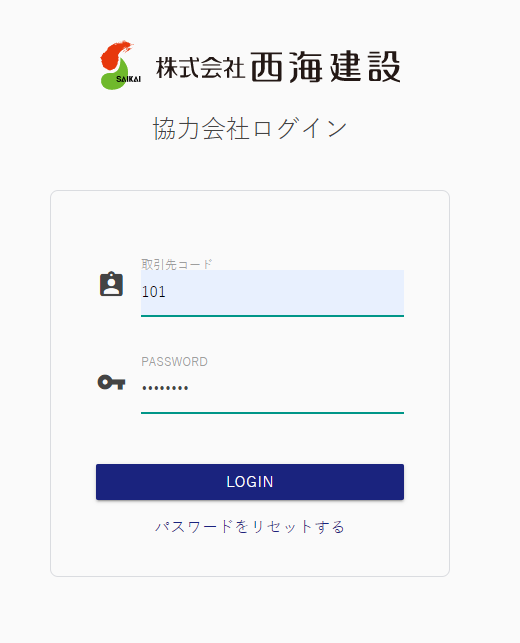 SAIKAI
株式会社西海建設
協力会社ログイン
取引先コード
101
PASSWORD
••••••••
LOGIN
パスワードをリセットする